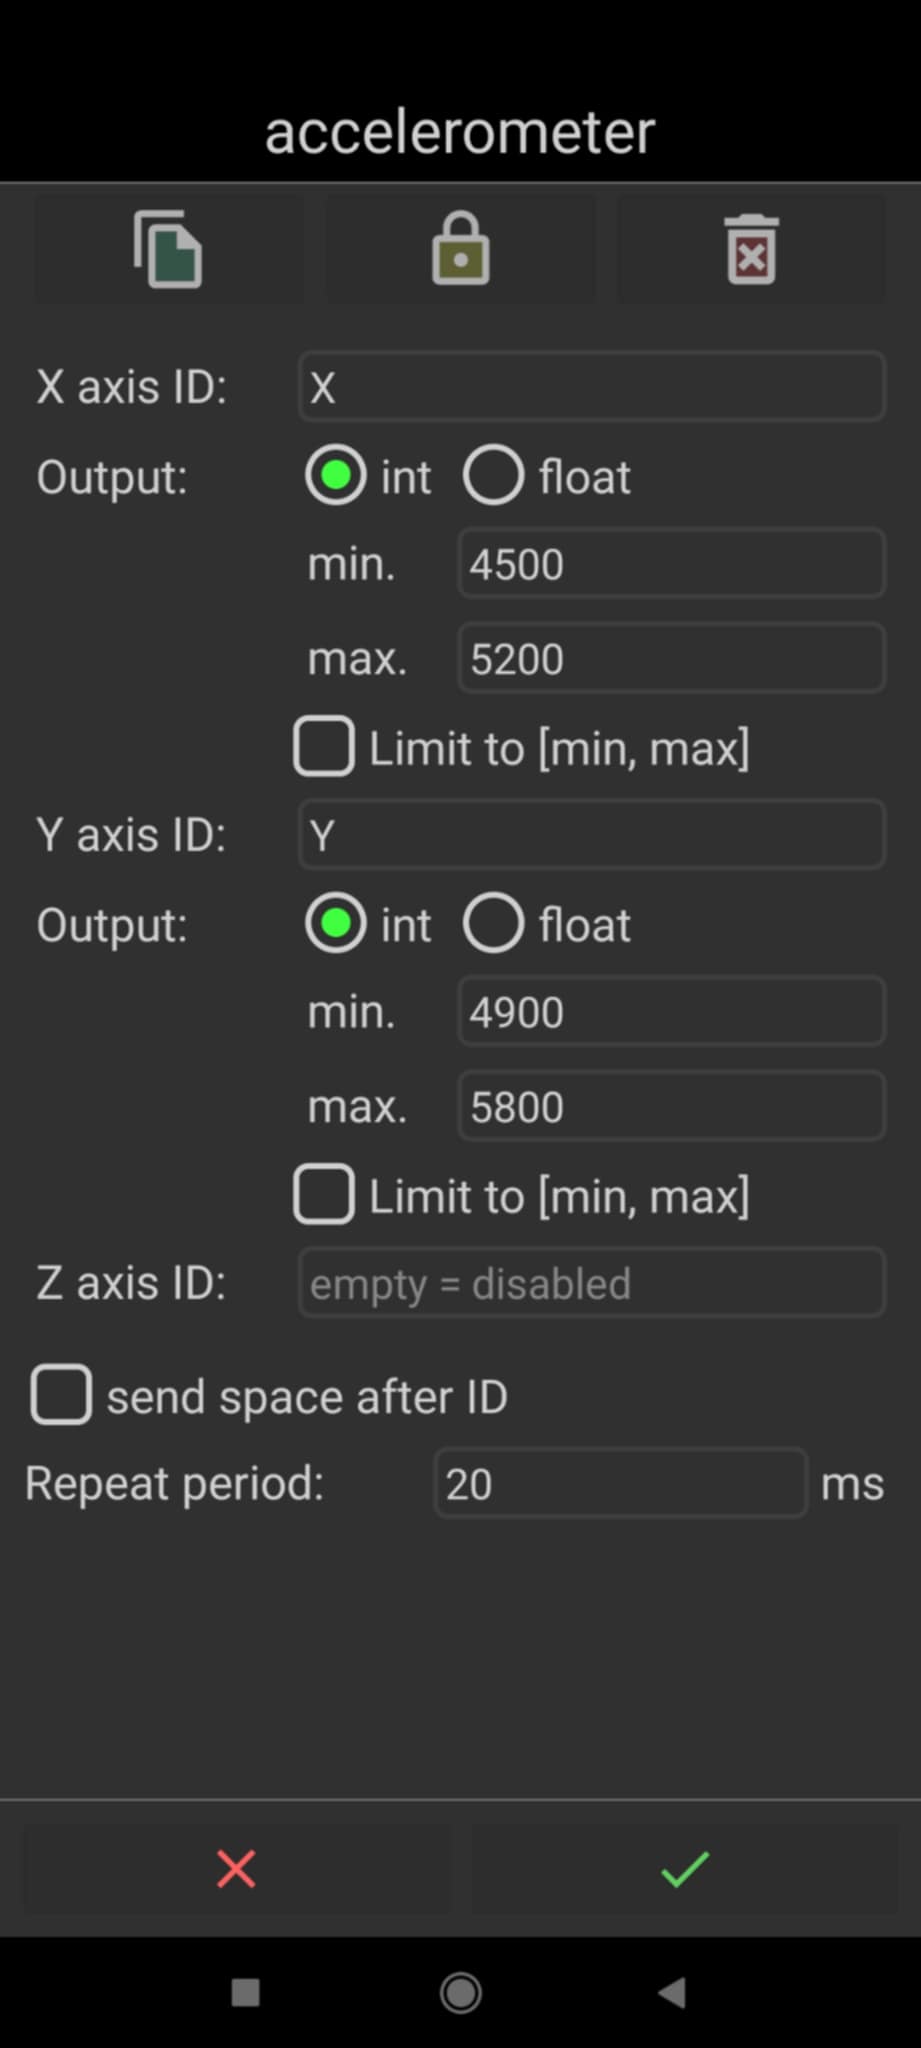 accelerometer
X axis ID: X
Output: int float
min. 4500
max. 5200
Limit to [min, max]
Y axis ID: Y
Output: int float
min. 4900
max. 5800
Limit to [min, max]
Z axis ID: empty = disabled
send space after ID
Repeat period: 20 ms